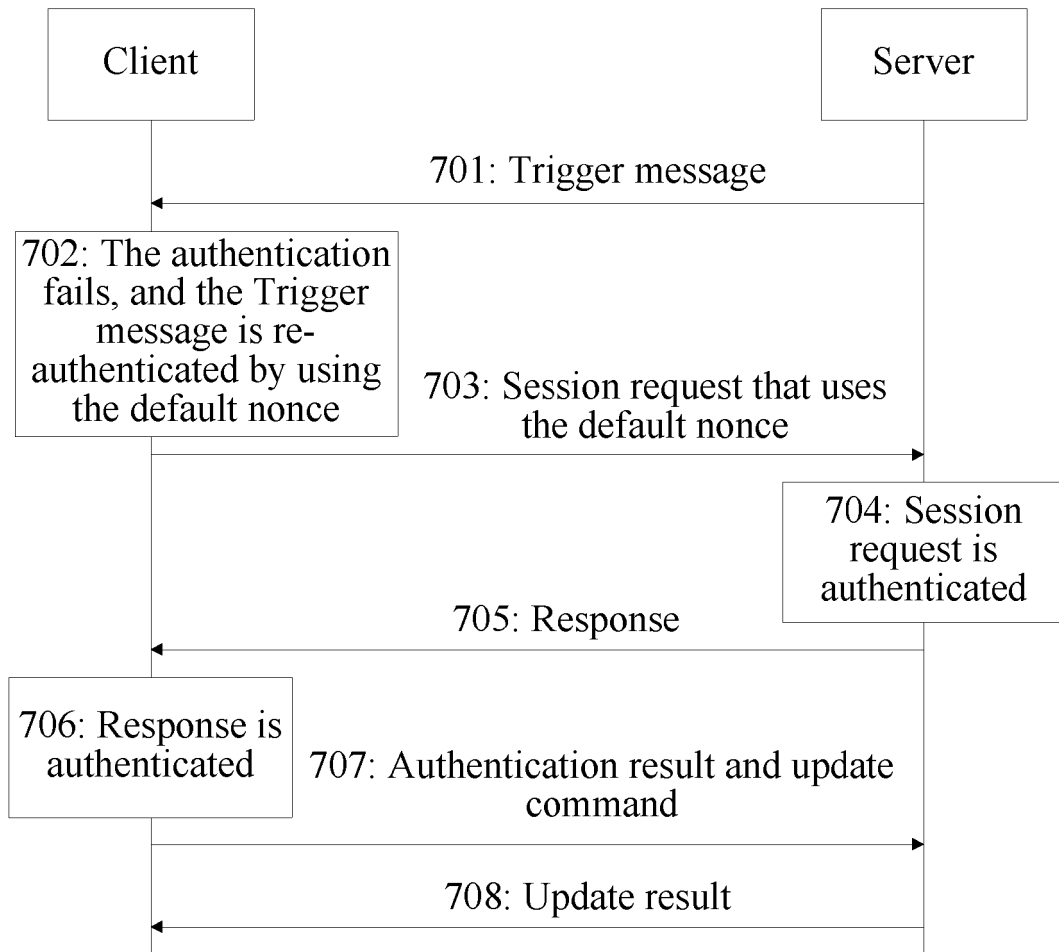 Client
Server
701: Trigger message
702: The authentication
fails, and the Trigger
message is re-
authenticated by using
the default nonce
703: Session request that uses
the default nonce
704: Session
request is
authenticated
705: Response
706: Response is
authenticated
707: Authentication result and update
command
708: Update result